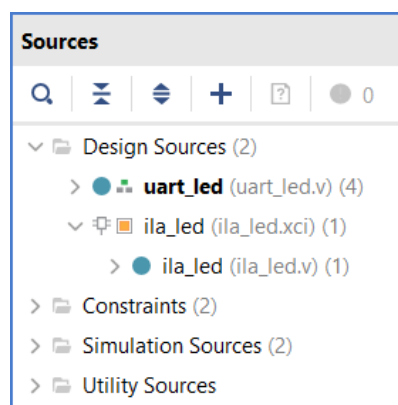 Sources
0
Design Sources (2)
uart_led (uart_led.v) (4)
ila_led (ila_led.xci) (1)
ila_led (ila_led.v) (1)
Constraints (2)
Simulation Sources (2)
Utility Sources